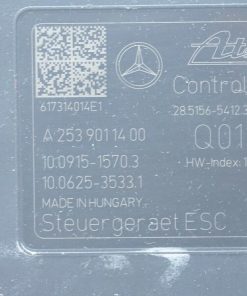 Ate
Control
617314014E1
28.5156-5412.3
A 253 901 14 00
Q01
10.0915-1570.3
HW-Index: 1
10.0625-3533.1
MADE IN HUNGARY
Steuergeraet ESC